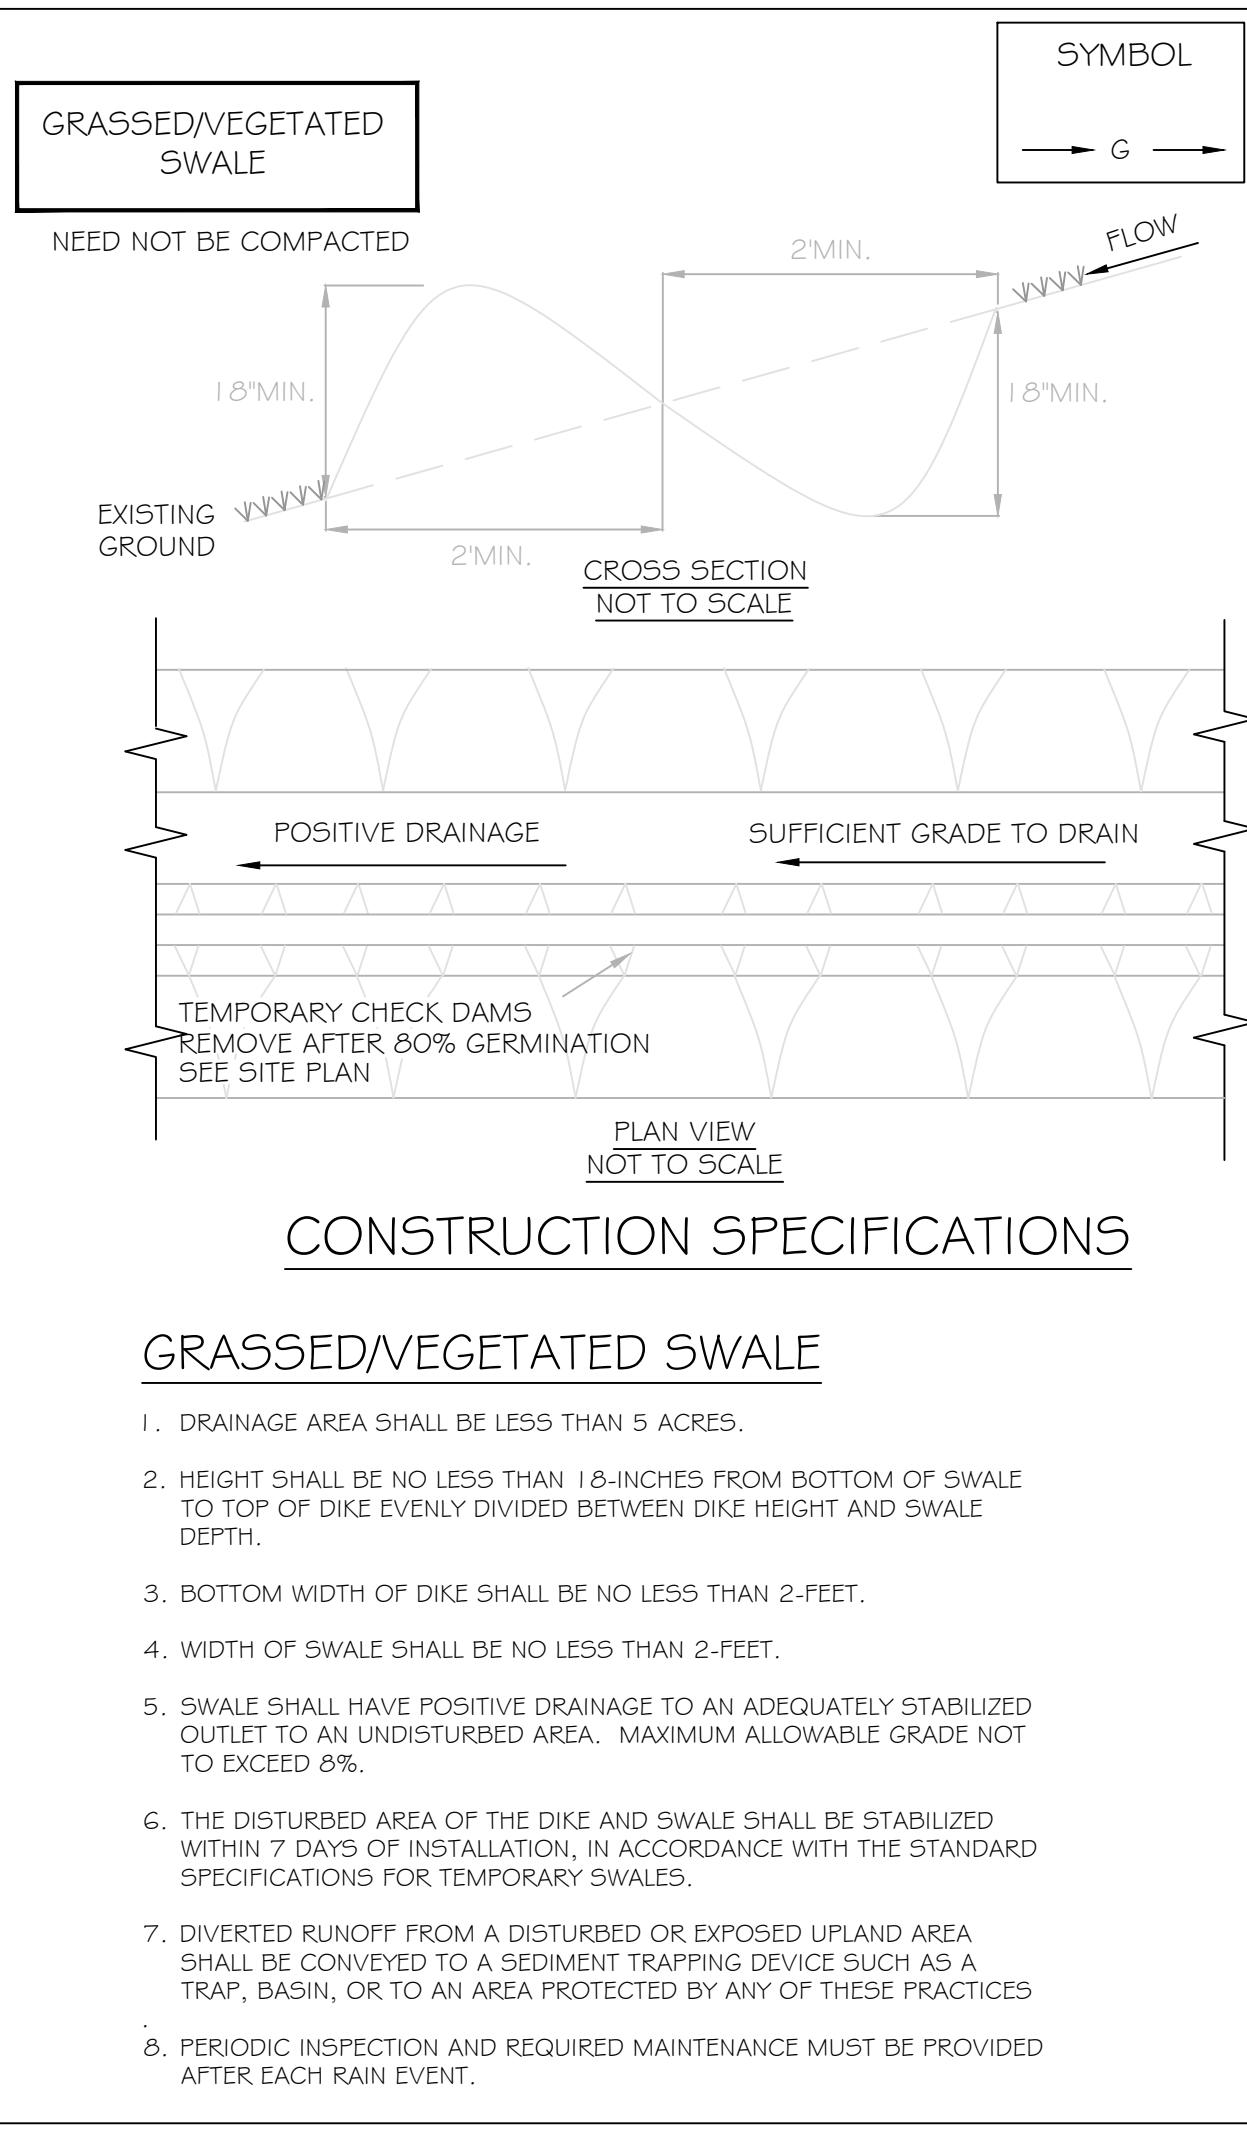 SYMBOL
G
GRASSED/VEGETATED
SWALE
NEED NOT BE COMPACTED
FLOW
2'MIN.
18"MIN.
18"MIN.
EXISTING
GROUND
2'MIN.
CROSS SECTION
NOT TO SCALE
POSITIVE DRAINAGE
SUFFICIENT GRADE TO DRAIN
TEMPORARY CHECK DAMS
REMOVE AFTER 80% GERMINATION
SEE SITE PLAN
PLAN VIEW
NOT TO SCALE
CONSTRUCTION SPECIFICATIONS
GRASSED/VEGETATED SWALE
1. DRAINAGE AREA SHALL BE LESS THAN 5 ACRES.
2. HEIGHT SHALL BE NO LESS THAN 18-INCHES FROM BOTTOM OF SWALE
TO TOP OF DIKE EVENLY DIVIDED BETWEEN DIKE HEIGHT AND SWALE
DEPTH.
3. BOTTOM WIDTH OF DIKE SHALL BE NO LESS THAN 2-FEET.
4. WIDTH OF SWALE SHALL BE NO LESS THAN 2-FEET.
5. SWALE SHALL HAVE POSITIVE DRAINAGE TO AN ADEQUATELY STABILIZED
OUTLET TO AN UNDISTURBED AREA. MAXIMUM ALLOWABLE GRADE NOT
TO EXCEED 8%.
6. THE DISTURBED AREA OF THE DIKE AND SWALE SHALL BE STABILIZED
WITHIN 7 DAYS OF INSTALLATION, IN ACCORDANCE WITH THE STANDARD
SPECIFICATIONS FOR TEMPORARY SWALES.
7. DIVERTED RUNOFF FROM A DISTURBED OR EXPOSED UPLAND AREA
SHALL BE CONVEYED TO A SEDIMENT TRAPPING DEVICE SUCH AS A
TRAP, BASIN, OR TO AN AREA PROTECTED BY ANY OF THESE PRACTICES
.
8. PERIODIC INSPECTION AND REQUIRED MAINTENANCE MUST BE PROVIDED
AFTER EACH RAIN EVENT.